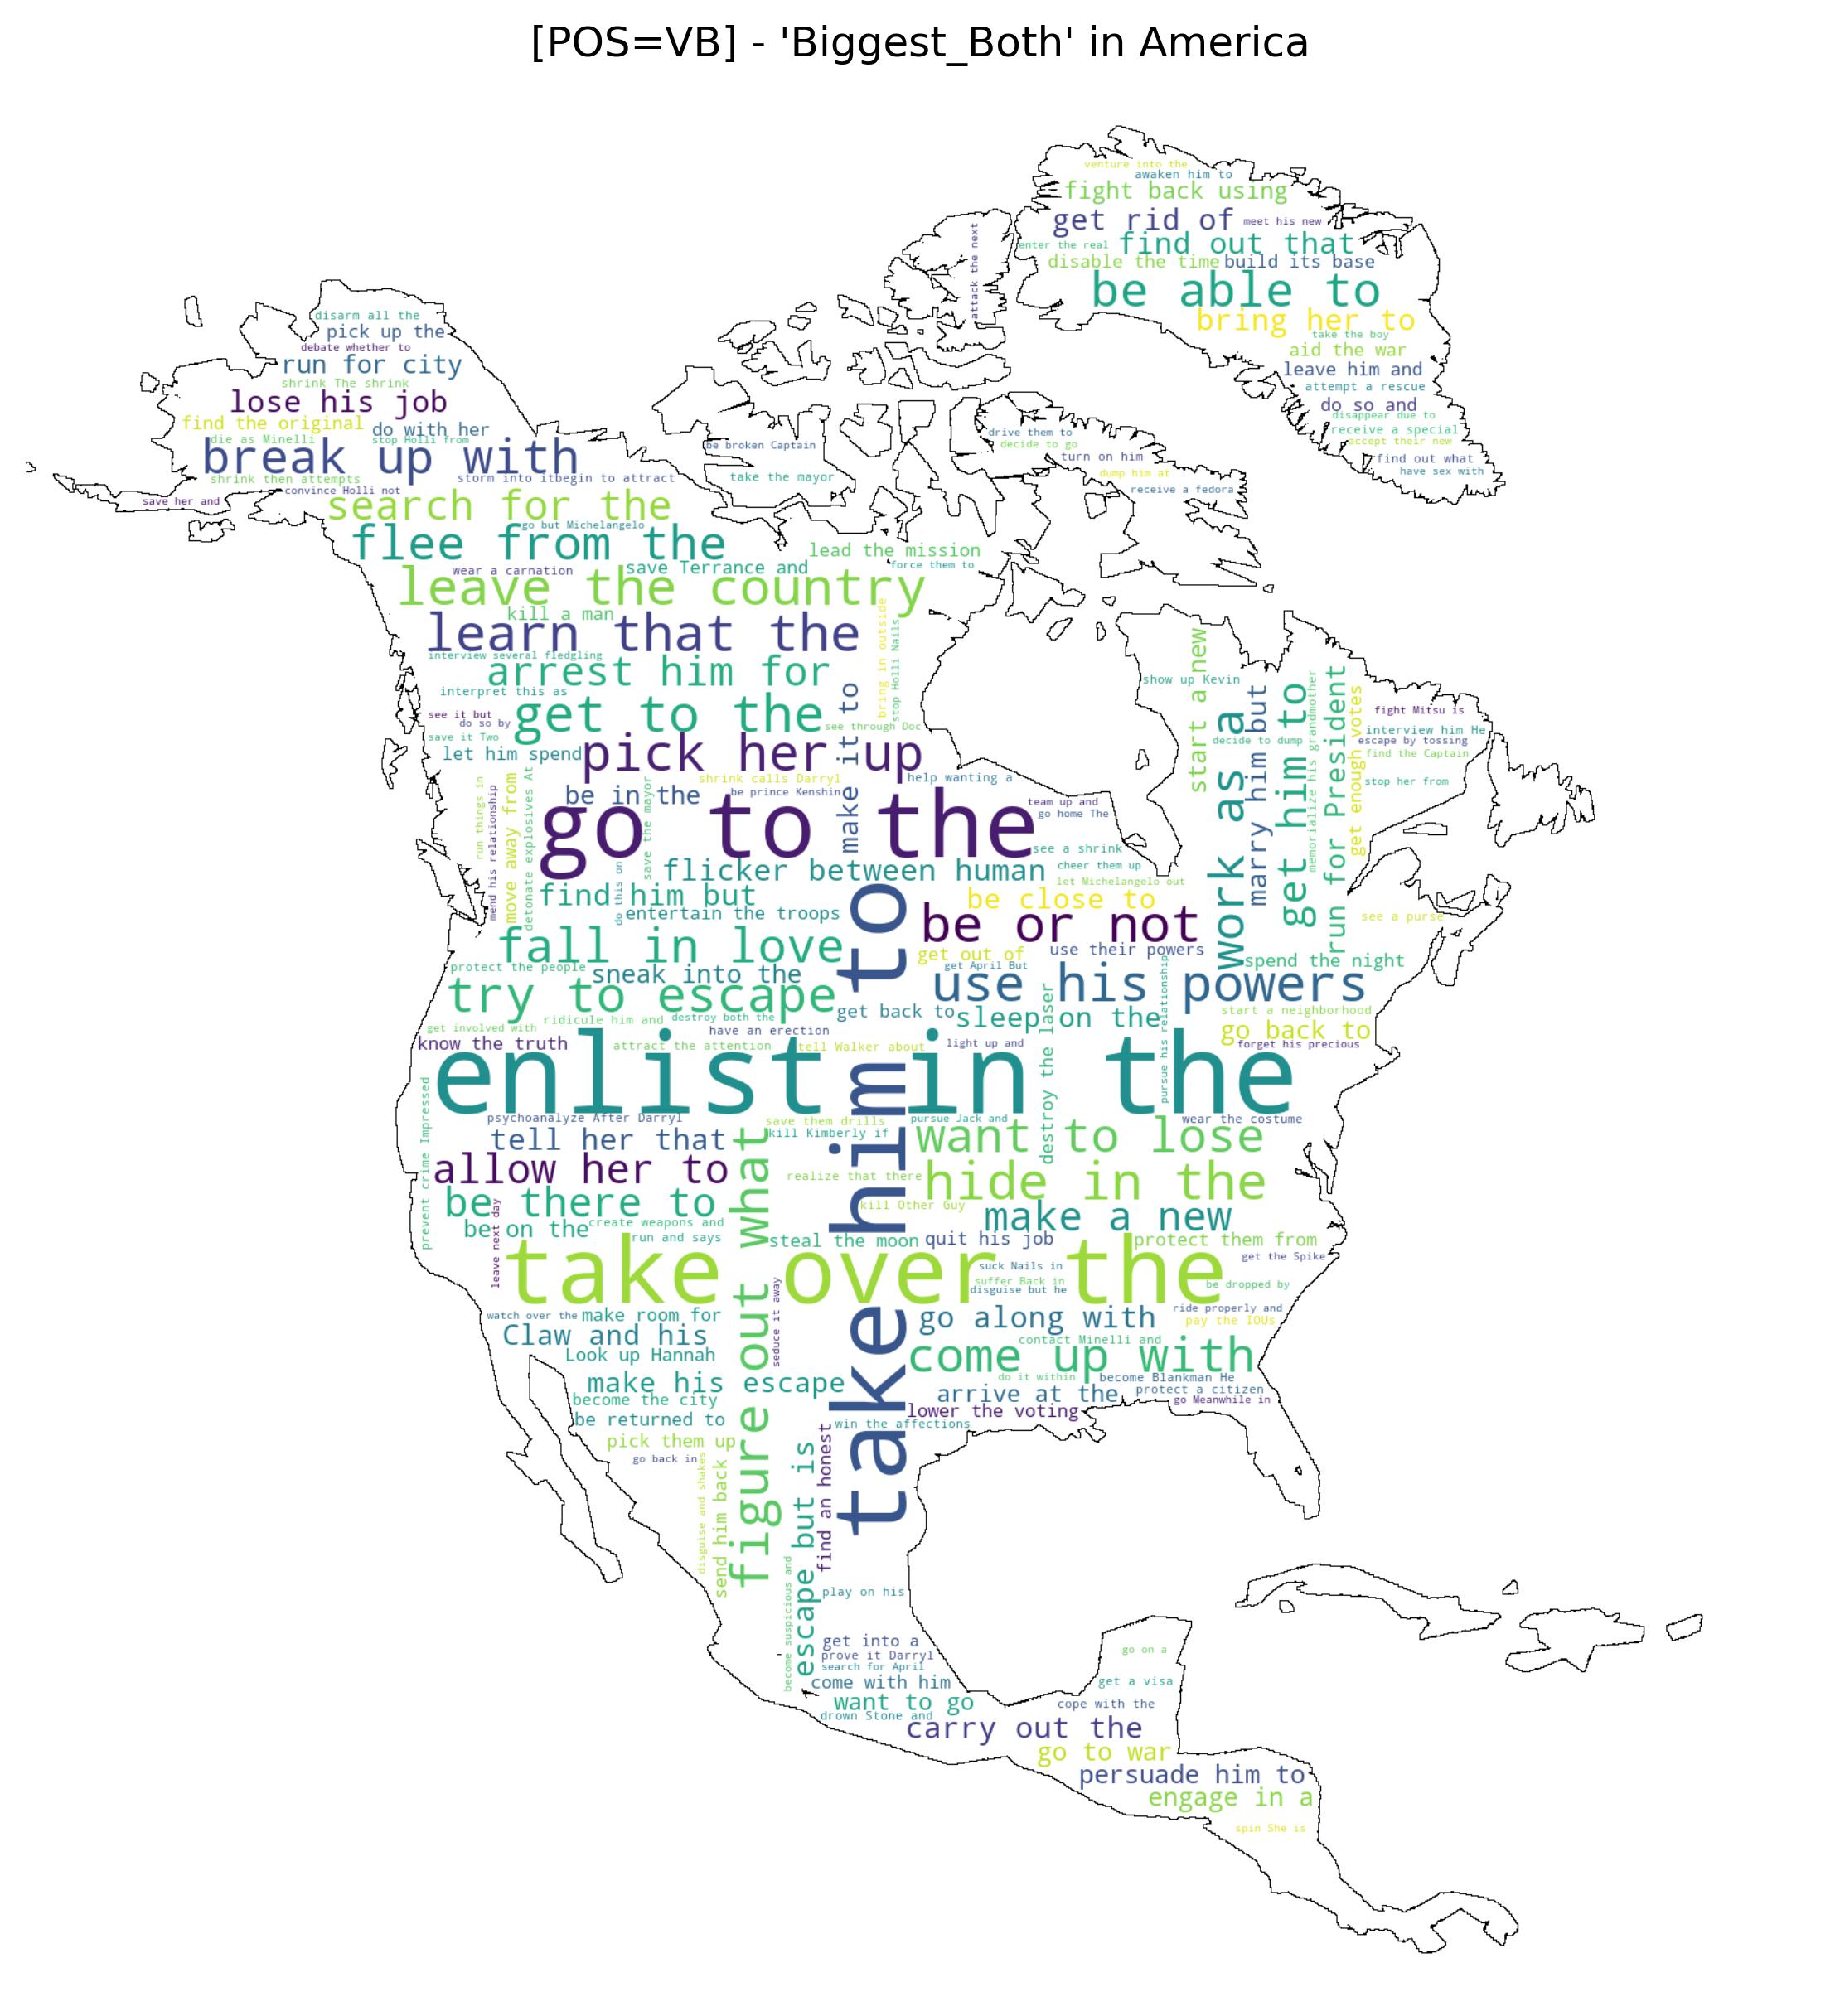 [POS=VB] - 'Biggest_Both' in America
venture into the
awaken him to
fight back using
get rid of
meet his new
enter the real
find out that
disable the time
build its base
attack the next
be able to
bring her to
take the boy
aid the war
leave him and
attempt a rescue
do so and
disappear due to
receive a special
accept their new
find out what
have sex with
disarm all the
pick up the
debate whether to
run for city
shrink The shrink
lose his job
find the original
do with her
die as Minelli
stop Holli from
break up with
shrink then attempts
storm into it
begin to attract
save her and
convince Holli not
search for the
go but Michelangelo
flee from the
be broken Captain
take the mayor
drive them to
decide to go
turn on him
dump him at
receive a fedora
lead the mission
force them to
wear a carnation
save Terrance and
leave the country
kill a man
learn that the
interview several fledgling
arrest him for
bring in outside
stop Holli Nails
interpret this as
see it but
do so by
get to the
make it to
see through Doc
save it Two
let him spend
pick her up
shrink calls Darryl
help wanting a
be in the
be prince Kenshin
go to the
team up and
go home The
run things in
mend his relationship
move away from
detonate explosives At
save the mayor
see a shrink
flicker between human
cheer them up
let Michelangelo out
find him but
do this on
entertain the troops
be close to
be or not
show up Kevin
start a new
work as a
marry him but
decide to dump
get him to
memorialize his grandmother
run for President
get enough votes
fight Mitsu is
interview him He
escape by tossing
find the Captain
stop her from
see a purse
spend the night
fall in love
get out of
use their powers
protect the people
sneak into the
get April But
use his powers
try to escape
get back to
sleep on the
pursue his relationship
start a neighborhood
go back to
get involved with
ridicule him and
destroy both the
have an erection
know the truth
attract the attention
tell Walker about
light up and
destroy the laser
forget his precious
enlist in the
take him to
prevent crime Impressed
psychoanalyze After Darryl
save them drills
pursue Jack and
wear the costume
tell her that
kill Kimberly if
want to lose
allow her to
figure out what
realize that there
hide in the
be there to
kill Other Guy
make a new
be on the
create weapons and
leave next day
run and says
steal the moon
quit his job
protect them from
get the Spike
take over the
suck Nails in
suffer Back in
disguise but he
be dropped by
seduce it away
watch over the
make room for
ride properly and
pay the IOUs
Claw and his
go along with
contact Minelli and
Look up Hannah
come up with
make his escape
do it within
become Blankman He
become the city
arrive at the
protect a citizen
go Meanwhile in
be returned to
lower the voting
win the affections
pick them up
go back in
disguise and shakes
send him back
escape but is
find an honest
become suspicious and
play on his
get into a
prove it Darryl
search for April
come with him
want to go
drown Stone and
go on a
get a visa
cope with the
carry out the
go to war
persuade him to
engage in a
spin She is